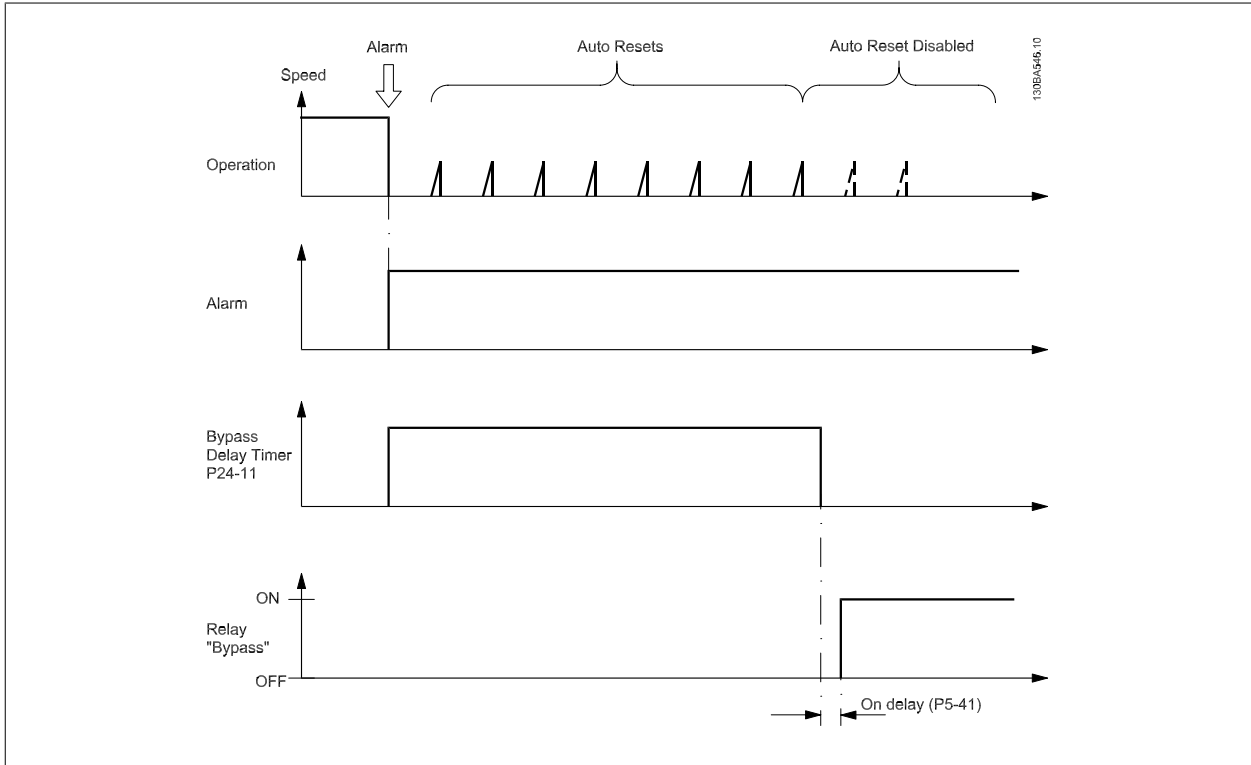 Alarm
Auto Resets
Auto Reset Disabled
130BA546.10
Speed
Operation
Alarm
Bypass
Delay Timer
P24-11
ON
Relay
"Bypass"
OFF
On delay (P5-41)